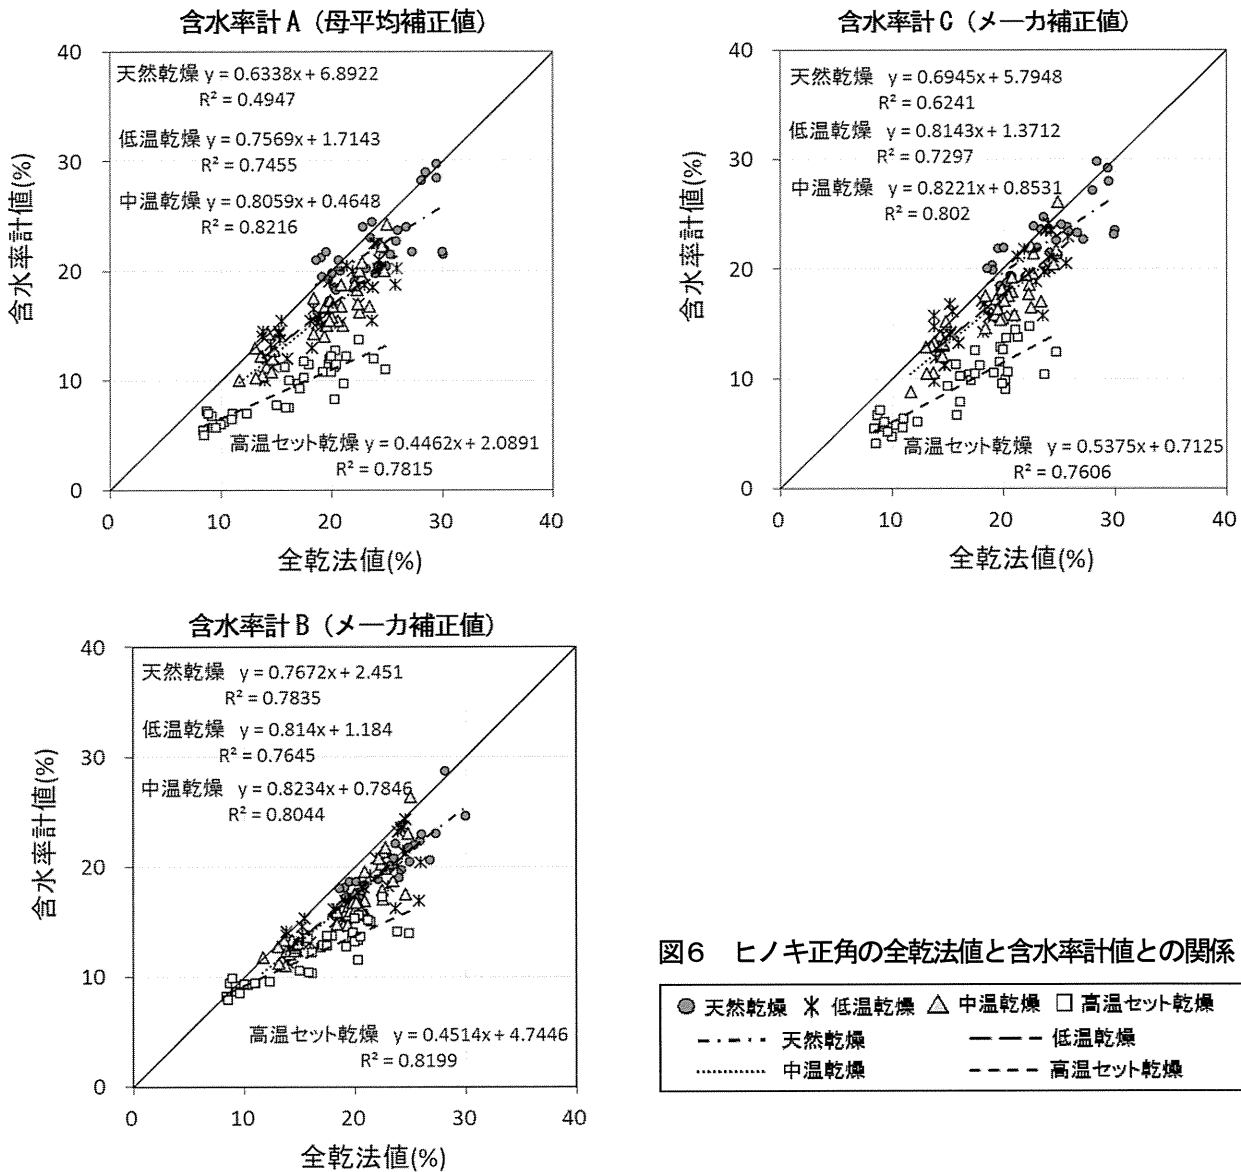 含水率計A（母平均補正値）
40
30
20
10
0
含水率計値(%)
天然乾燥 y = 0.6338x + 6.8922
R² = 0.4947
低温乾燥 y = 0.7569x + 1.7143
R² = 0.7455
中温乾燥 y = 0.8059x + 0.4648
R² = 0.8216
高温セット乾燥 y = 0.4462x + 2.0891
R² = 0.7815
0 10 20 30 40
全乾法値(%)
含水率計C（メーカ補正値）
40
30
20
10
0
含水率計値(%)
天然乾燥 y = 0.6945x + 5.7948
R² = 0.6241
低温乾燥 y = 0.8143x + 1.3712
R² = 0.7297
中温乾燥 y = 0.8221x + 0.8531
R² = 0.802
高温セット乾燥 y = 0.5375x + 0.7125
R² = 0.7606
0 10 20 30 40
全乾法値(%)
含水率計B（メーカ補正値）
40
30
20
10
0
含水率計値(%)
天然乾燥 y = 0.7672x + 2.451
R² = 0.7835
低温乾燥 y = 0.814x + 1.184
R² = 0.7645
中温乾燥 y = 0.8234x + 0.7846
R² = 0.8044
高温セット乾燥 y = 0.4514x + 4.7446
R² = 0.8199
0 10 20 30 40
全乾法値(%)
図6 ヒノキ正角の全乾法値と含水率計値との関係
天然乾燥 低温乾燥 中温乾燥 高温セット乾燥
天然乾燥 低温乾燥
中温乾燥 高温セット乾燥